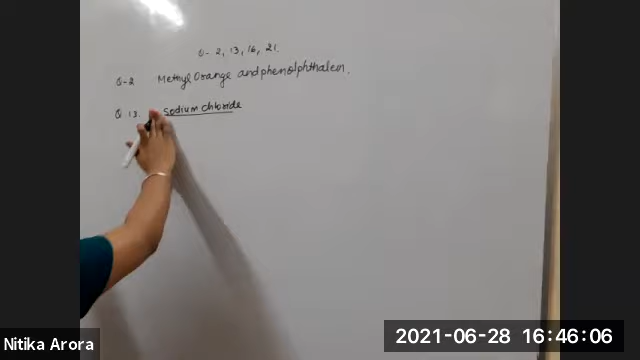 Q- 2, 13, 16, 21.
Q-2 Methyl Orange and phenolphthalein.
Q 13. Sodium chloride
Nitika Arora
2021-06-28 16:46:06